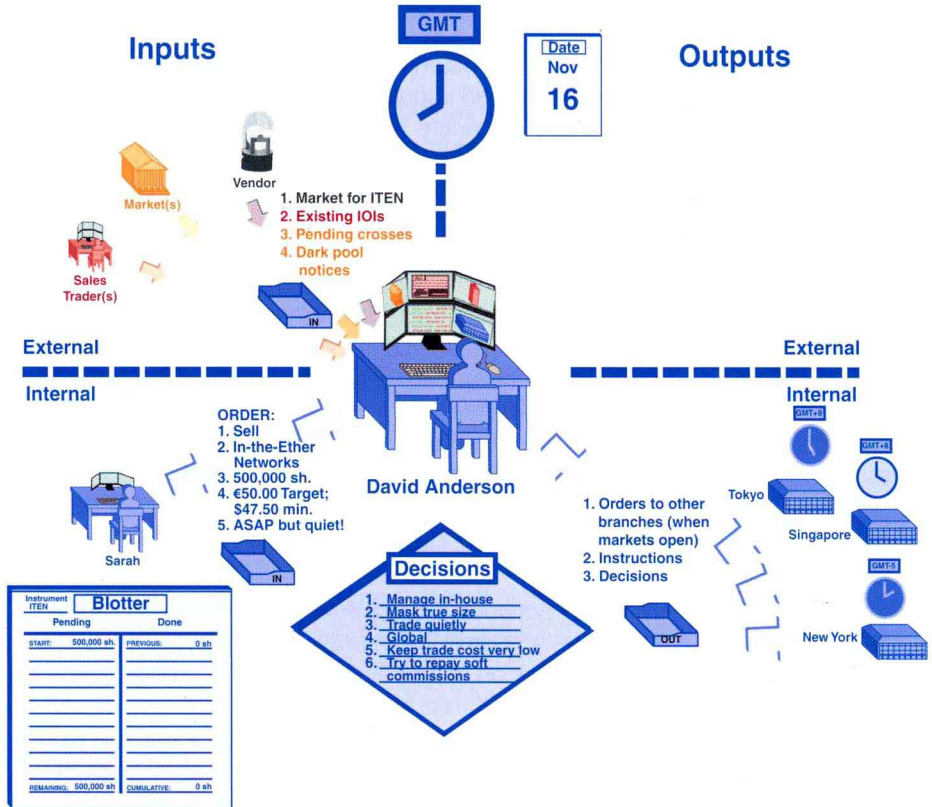 GMT
Inputs
Date
Nov
16
Outputs
Vendor
Market(s)
Sales
Trader(s)
1. Market for ITEN
2. Existing IOIs
3. Pending crosses
4. Dark pool
notices
IN
External
Internal
External
Internal
ORDER:
1. Sell
2. In-the-Ether
Networks
3. 500,000 sh.
4. €50.00 Target;
$47.50 min.
5. ASAP but quiet!
Sarah
IN
David Anderson
1. Orders to other
branches (when
markets open)
2. Instructions
3. Decisions
OUT
GMT+9
Tokyo
GMT+8
Singapore
GMT-5
New York
Decisions
1. Manage in-house
2. Mask true size
3. Trade quietly
4. Global
5. Keep trade cost very low
6. Try to repay soft
commissions
Instrument
ITEN
Blotter
Pending
Done
START: 500,000 sh.
PREVIOUS: 0 sh
REMAINING: 500,000 sh
CUMULATIVE: 0 sh